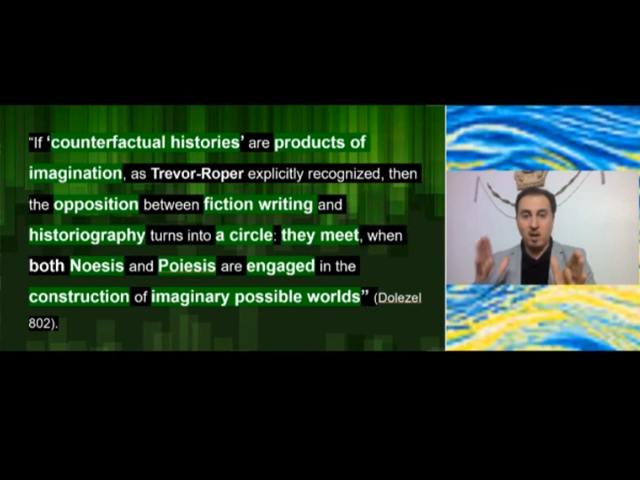 “If ‘counterfactual histories’ are products of
imagination, as Trevor-Roper explicitly recognized, then
the opposition between fiction writing and
historiography turns into a circle: they meet, when
both Noesis and Poiesis are engaged in the
construction of imaginary possible worlds” (Dolezel
802).